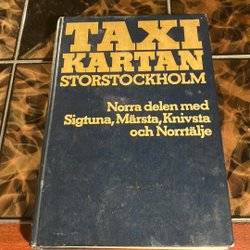 TAXI
KARTAN
STORSTOCKHOLM
Norra delen med
Sigtuna, Märsta, Knivsta
och Norrtälje